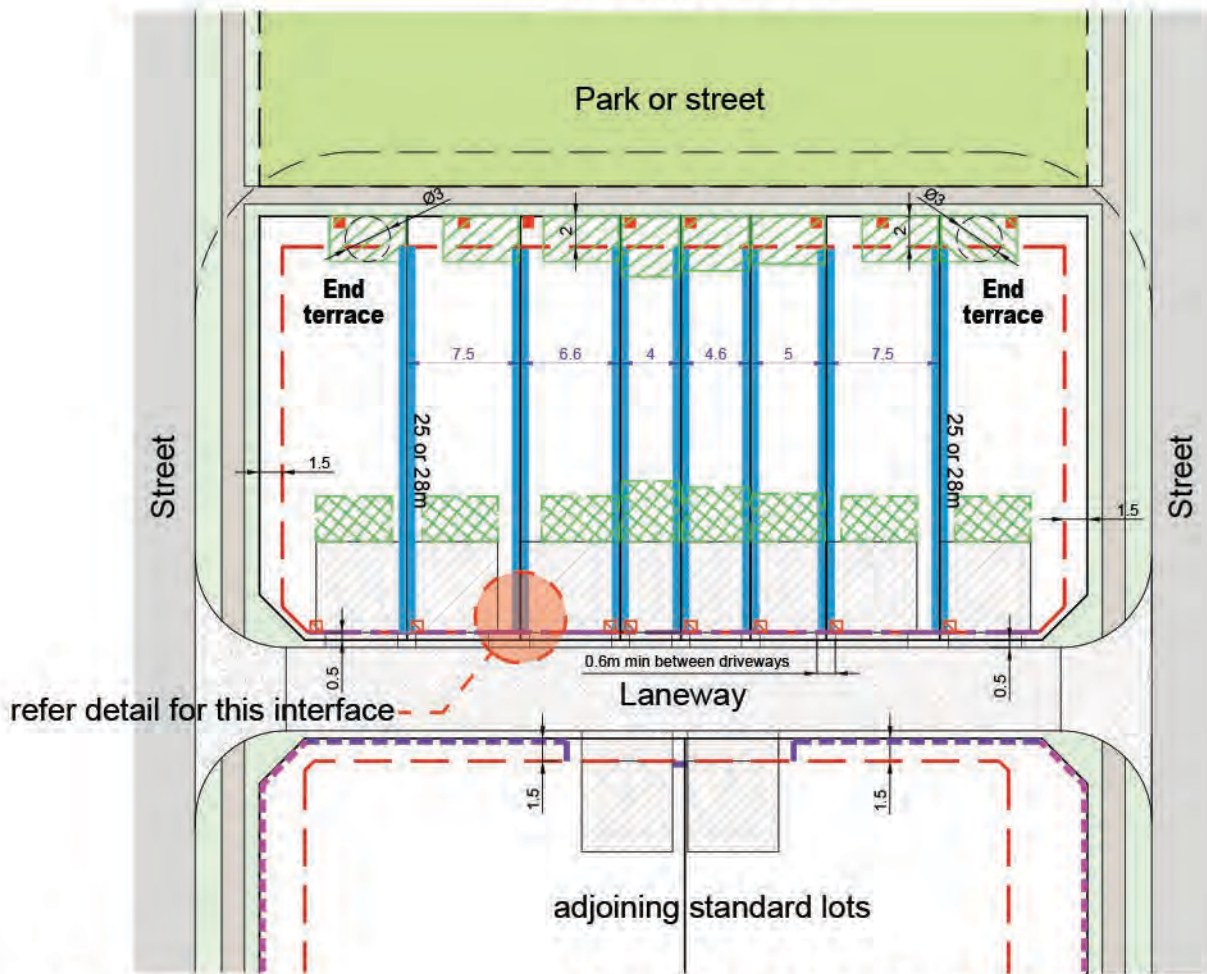 Park or street
Ø3
Ø3
2
2
End
terrace
End
terrace
7.5
6.6
4
4.6
5
7.5
25 or 28m
25 or 28m
1.5
1.5
Street
Street
0.5
0.6m min between driveways
0.5
Laneway
refer detail for this interface
1.5
1.5
adjoining standard lots